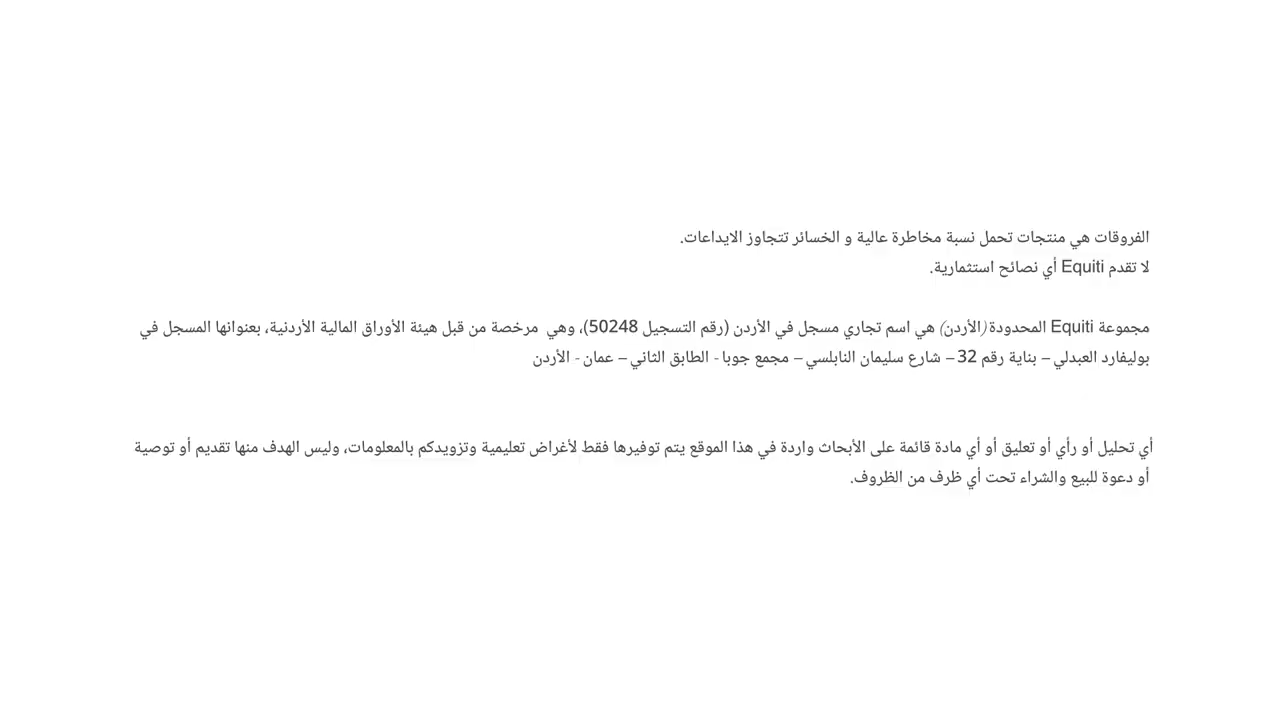 الفروقات هي منتجات تحمل نسبة مخاطرة عالية و الخسائر تتجاوز الايداعات.
لا تقدم Equiti أي نصائح استثمارية.
مجموعة Equiti المحدودة (الأردن) هي اسم تجاري مسجل في الأردن (رقم التسجيل 50248)، وهي مرخصة من قبل هيئة الأوراق المالية الأردنية، بعنوانها المسجل في
بوليفارد العبدلي – بناية رقم 32 – شارع سليمان النابلسي – مجمع جوبا - الطابق الثاني – عمان - الأردن
أي تحليل أو رأي أو تعليق أو أي مادة قائمة على الأبحاث واردة في هذا الموقع يتم توفيرها فقط لأغراض تعليمية وتزويدكم بالمعلومات، وليس الهدف منها تقديم أو توصية
أو دعوة للبيع والشراء تحت أي ظرف من الظروف.